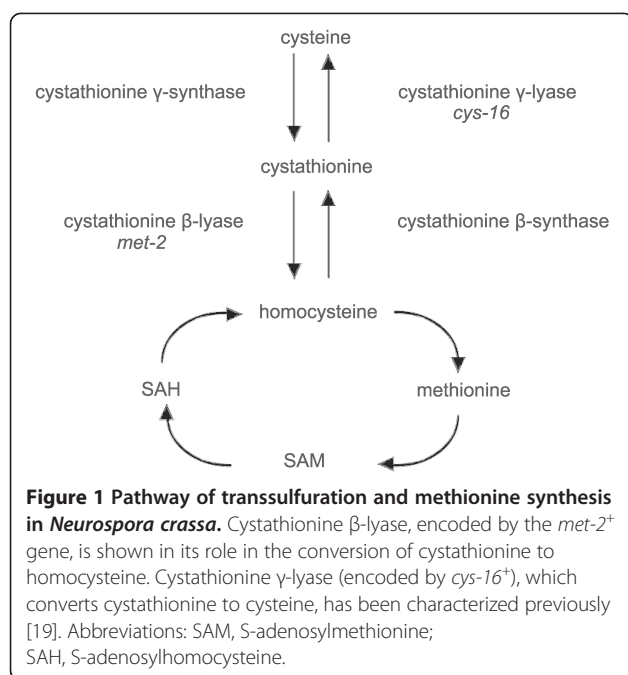 cysteine
cystathionine γ-synthase
cystathionine γ-lyase
cys-16
cystathionine
cystathionine β-lyase
met-2
cystathionine β-synthase
homocysteine
SAH
methionine
SAM
Figure 1 Pathway of transsulfuration and methionine synthesis
in Neurospora crassa. Cystathionine β-lyase, encoded by the met-2+
gene, is shown in its role in the conversion of cystathionine to
homocysteine. Cystathionine γ-lyase (encoded by cys-16+), which
converts cystathionine to cysteine, has been characterized previously
[19]. Abbreviations: SAM, S-adenosylmethionine;
SAH, S-adenosylhomocysteine.